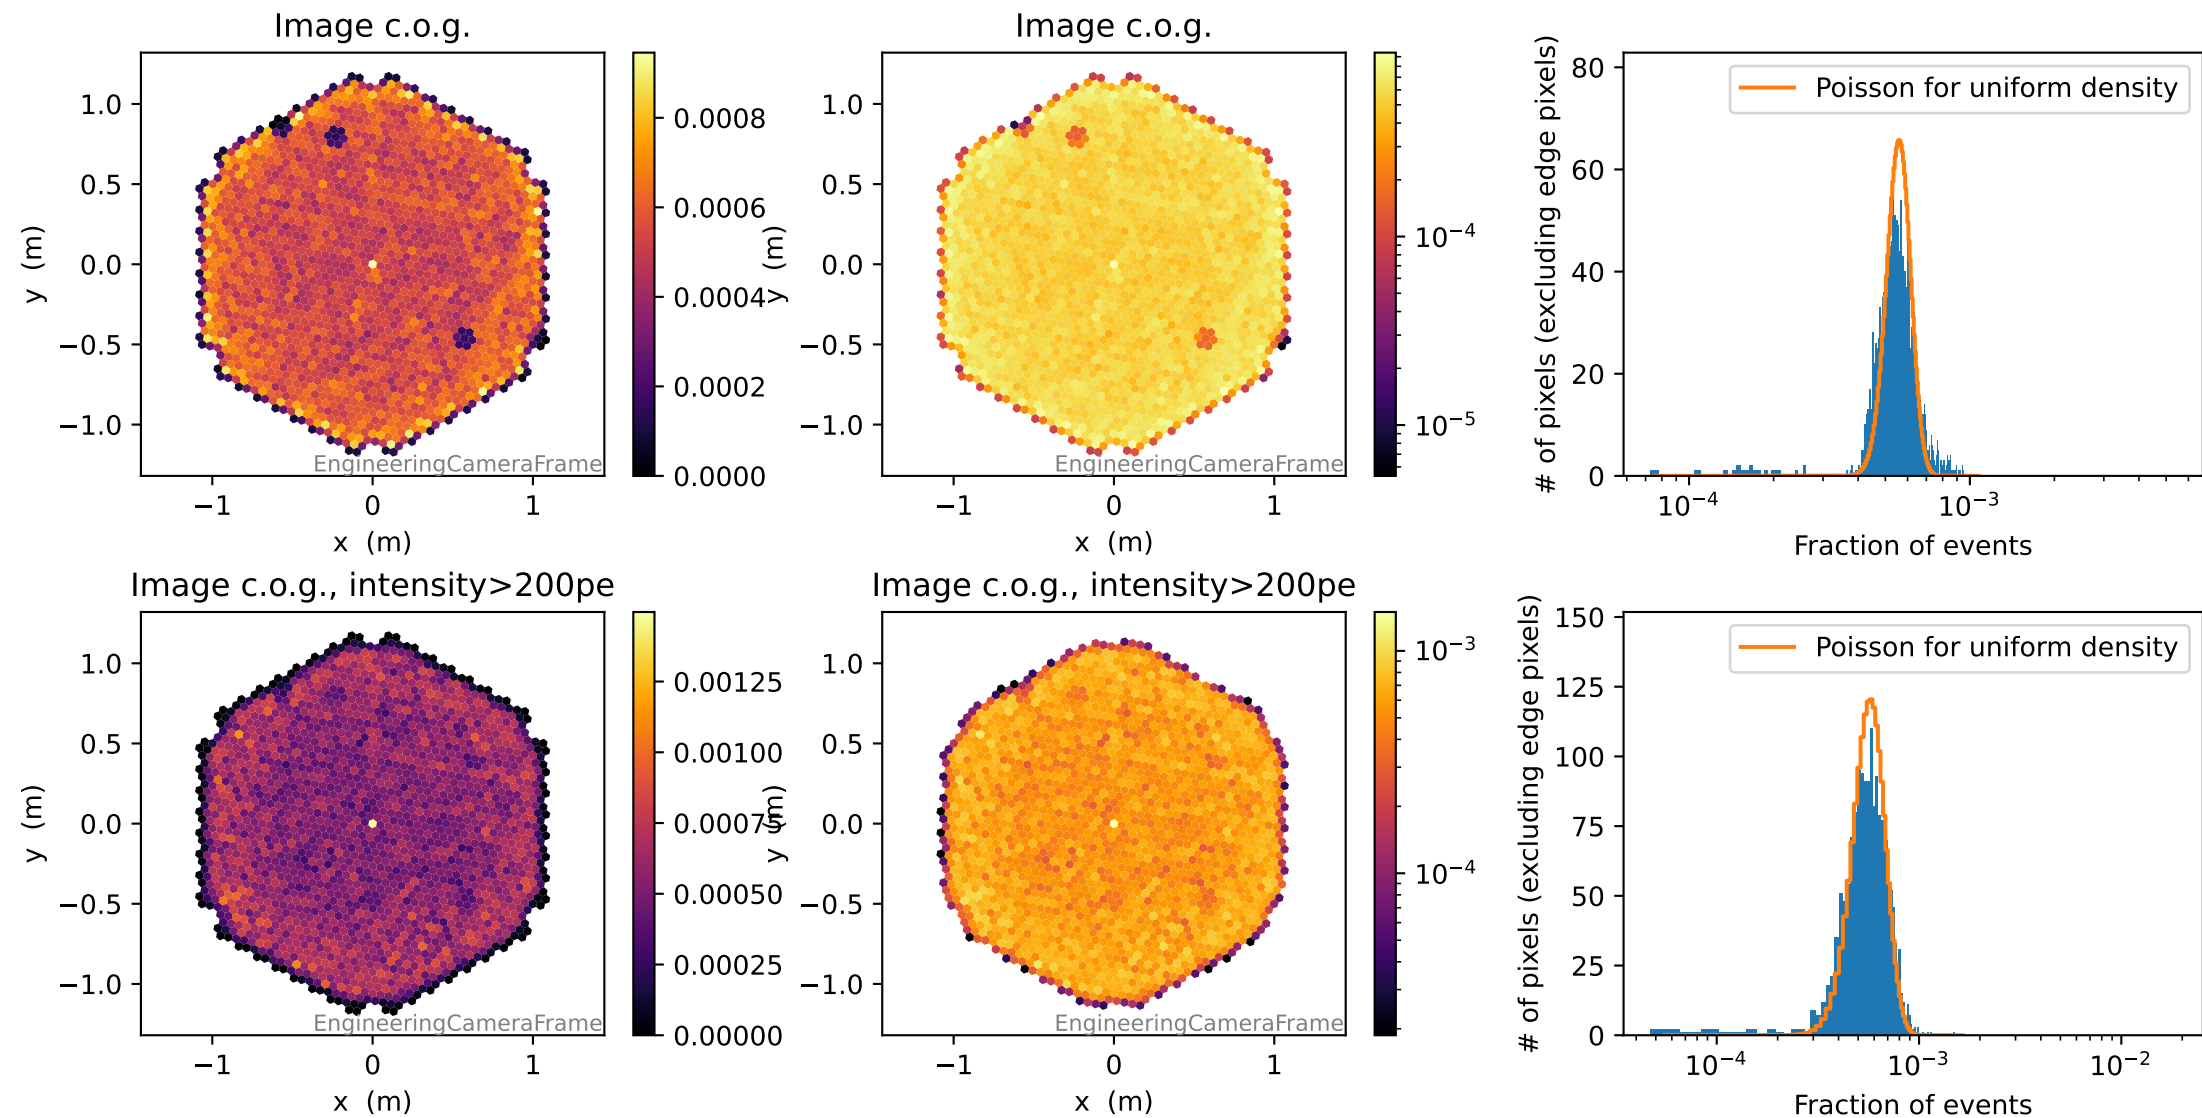 Image c.o.g.
y (m)
1.0
0.5
0.0
−0.5
−1.0
−1
0
1
x (m)
EngineeringCameraFrame
0.0008
0.0006
0.0004
0.0002
0.0000
Image c.o.g.
y (m)
1.0
0.5
0.0
−0.5
−1.0
−1
0
1
x (m)
EngineeringCameraFrame
10⁻⁴
10⁻⁵
# of pixels (excluding edge pixels)
80
60
40
20
0
Poisson for uniform density
10⁻⁴
10⁻³
Fraction of events
Image c.o.g., intensity>200pe
y (m)
1.0
0.5
0.0
−0.5
−1.0
−1
0
1
x (m)
EngineeringCameraFrame
0.00125
0.00100
0.00075
0.00050
0.00025
0.00000
Image c.o.g., intensity>200pe
y (m)
1.0
0.5
0.0
−0.5
−1.0
−1
0
1
x (m)
EngineeringCameraFrame
10⁻³
10⁻⁴
# of pixels (excluding edge pixels)
150
125
100
75
50
25
0
Poisson for uniform density
10⁻⁴
10⁻³
10⁻²
Fraction of events